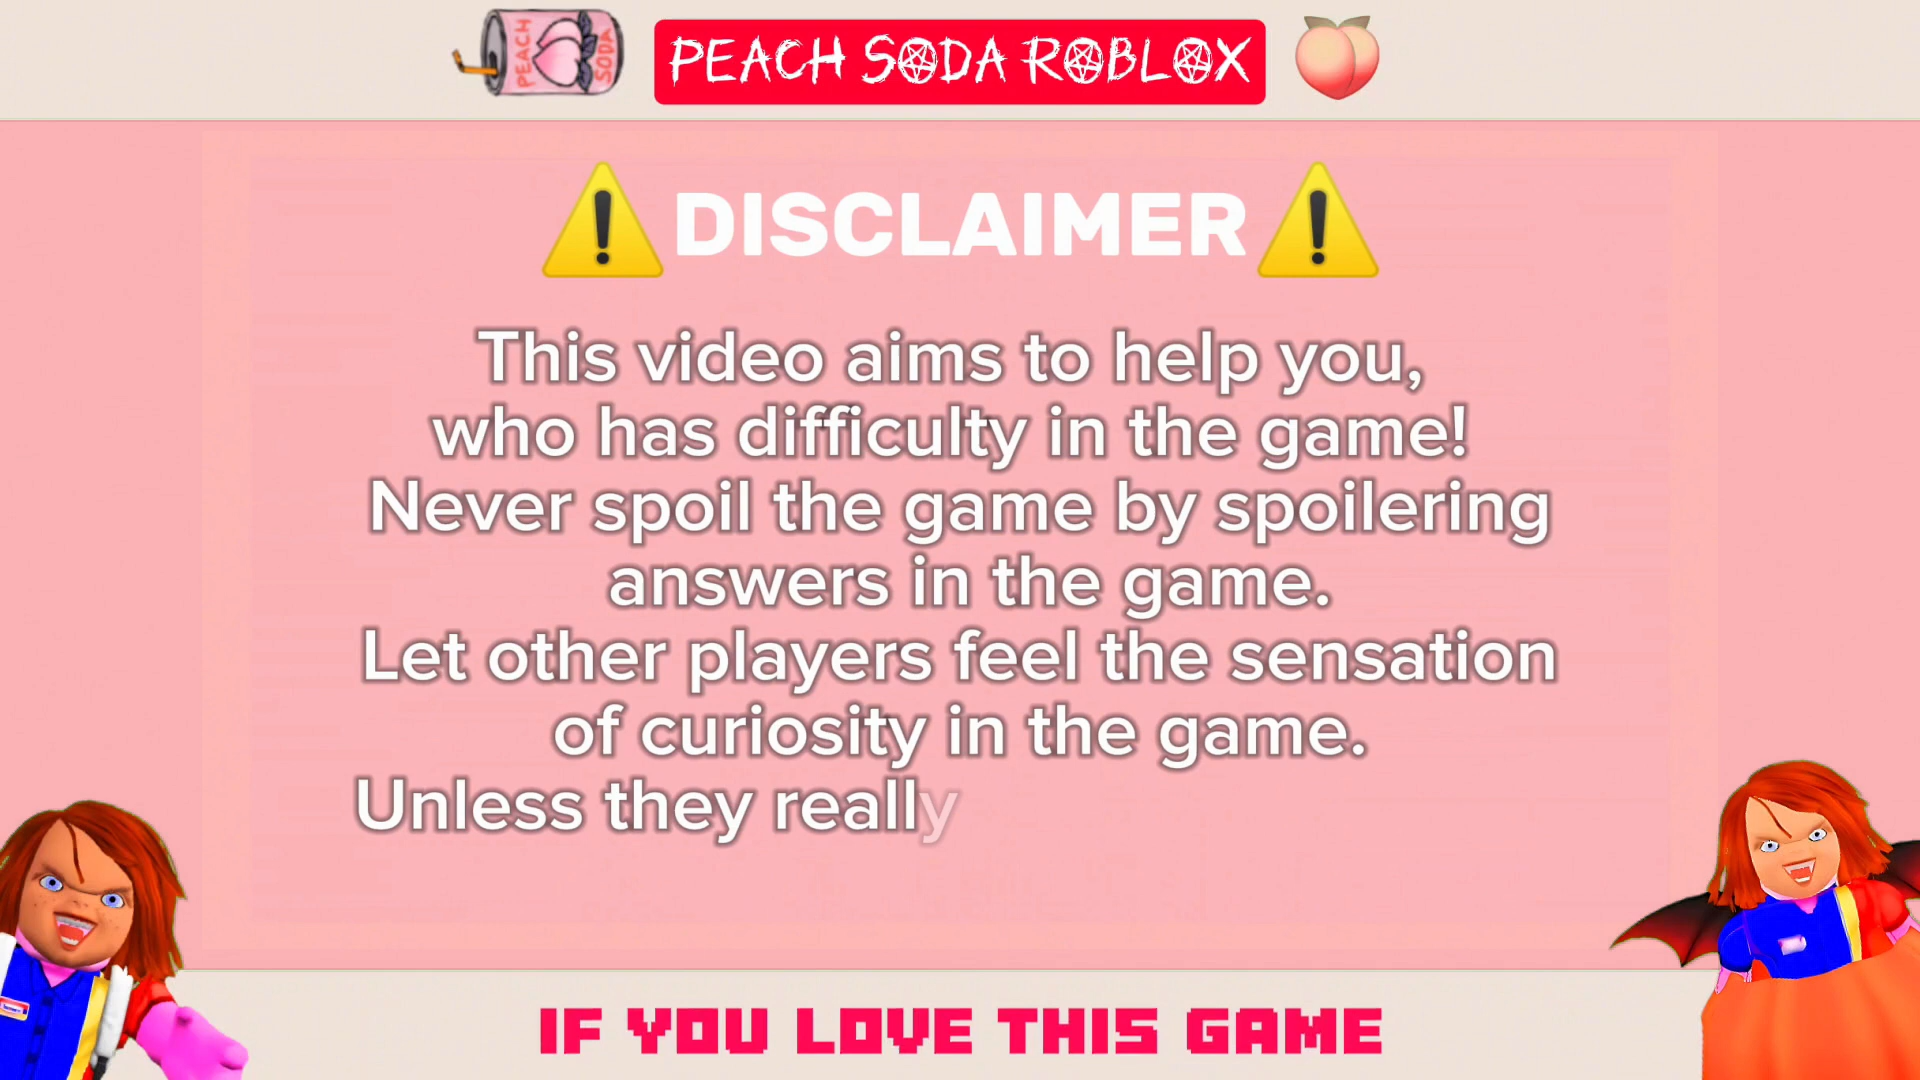 PEACH SODA
PEACH SODA ROBLOX
DISCLAIMER
This video aims to help you,
who has difficulty in the game!
Never spoil the game by spoilering
answers in the game.
Let other players feel the sensation
of curiosity in the game.
Unless they really
IF YOU LOVE THIS GAME